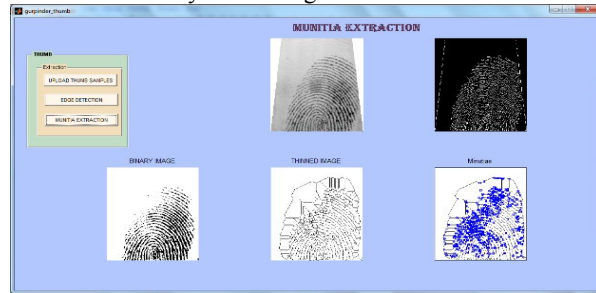 gurpinder_thumb
MUNITIA EXTRACTION
THUMB
Extraction
UPLOAD THUMB SAMPLES
EDGE DETECTION
MUNITIA EXTRACTION
BINARY IMAGE
THINNED IMAGE
Minutiae